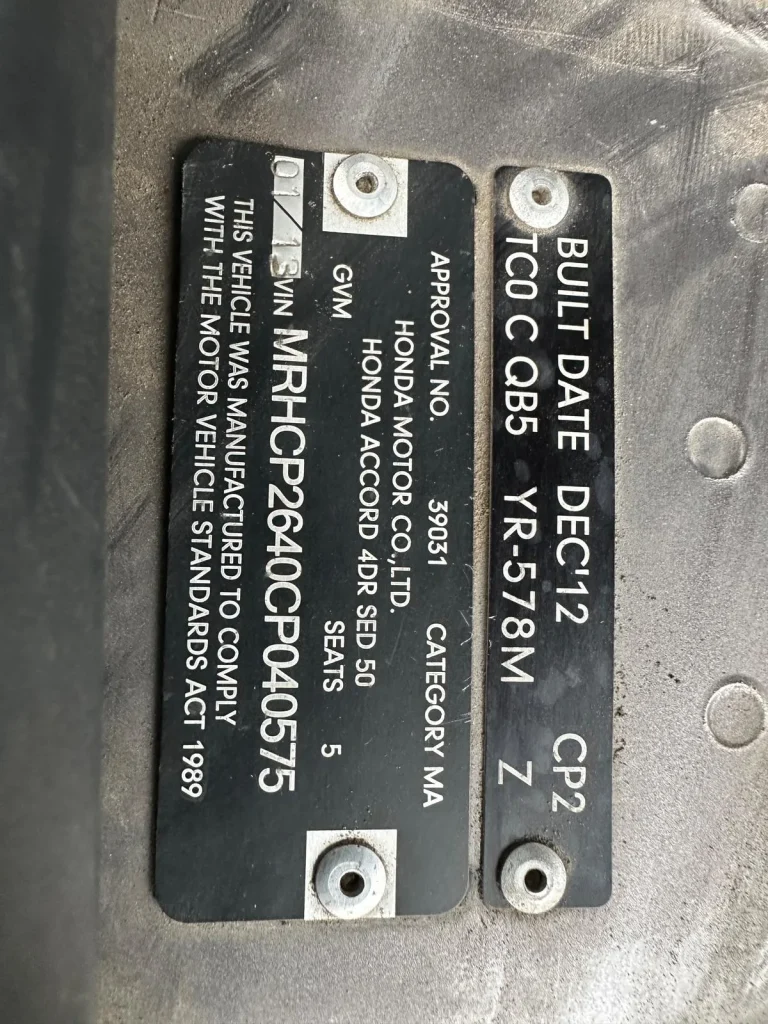 BUILT DATE DEC'12 CP2
TC0 C QB5 YR-578M Z
APPROVAL NO. 39031 CATEGORY MA
HONDA MOTOR CO.,LTD.
HONDA ACCORD 4DR SED 50
GVM SEATS 5
01/13 VIN MRHCP2640CP040575
THIS VEHICLE WAS MANUFACTURED TO COMPLY
WITH THE MOTOR VEHICLE STANDARDS ACT 1989